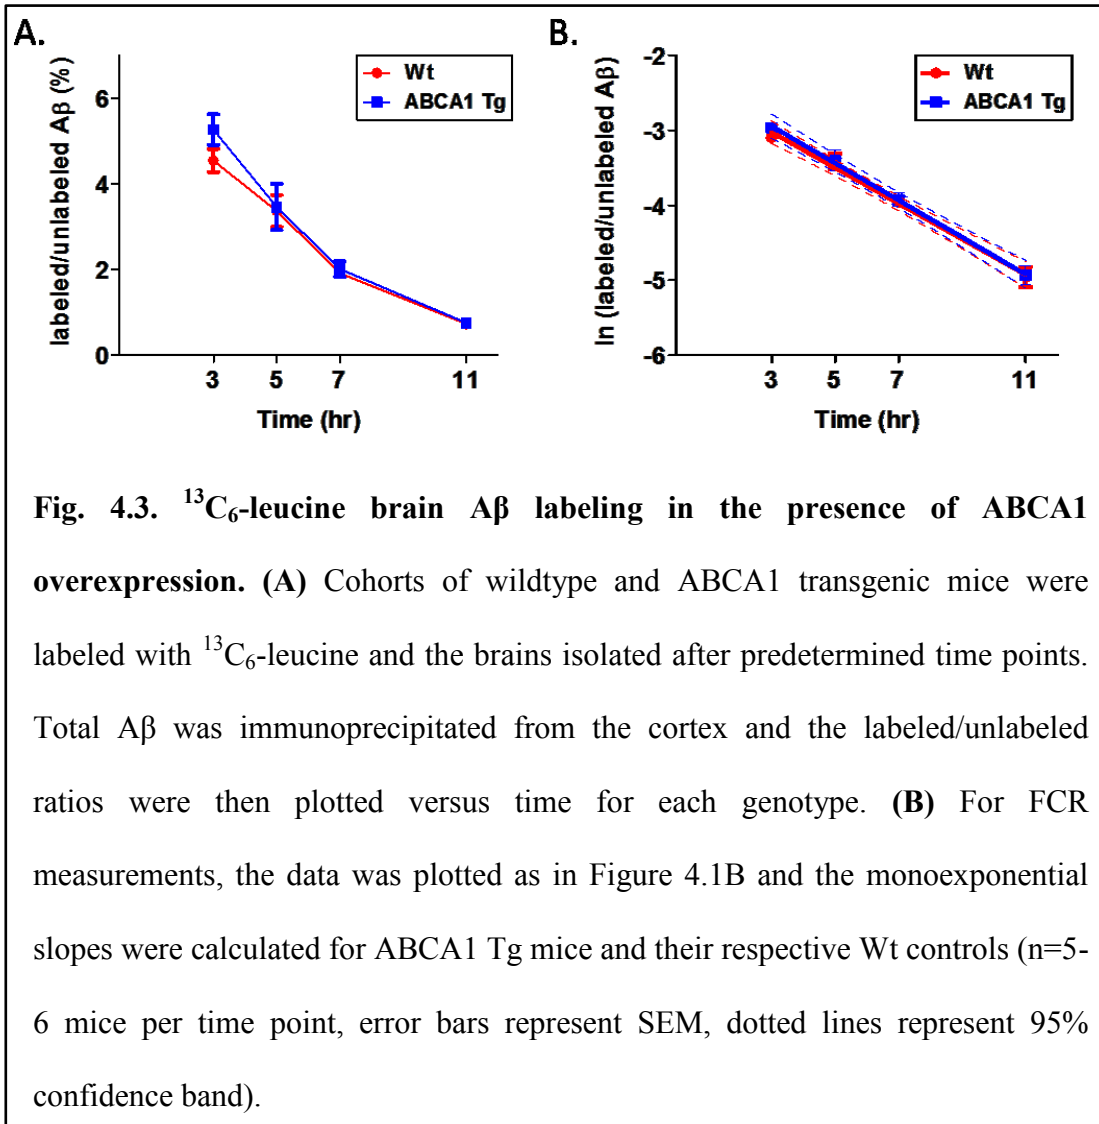 A.
labeled/unlabeled Aβ (%)
6
4
2
0
3 5 7 11
Time (hr)
Wt
ABCA1 Tg
B.
ln (labeled/unlabeled Aβ)
-2
-3
-4
-5
-6
3 5 7 11
Time (hr)
Wt
ABCA1 Tg
Fig. 4.3. ¹³C₆-leucine brain Aβ labeling in the presence of ABCA1
overexpression. (A) Cohorts of wildtype and ABCA1 transgenic mice were
labeled with ¹³C₆-leucine and the brains isolated after predetermined time points.
Total Aβ was immunoprecipitated from the cortex and the labeled/unlabeled
ratios were then plotted versus time for each genotype. (B) For FCR
measurements, the data was plotted as in Figure 4.1B and the monoexponential
slopes were calculated for ABCA1 Tg mice and their respective Wt controls (n=5-
6 mice per time point, error bars represent SEM, dotted lines represent 95%
confidence band).